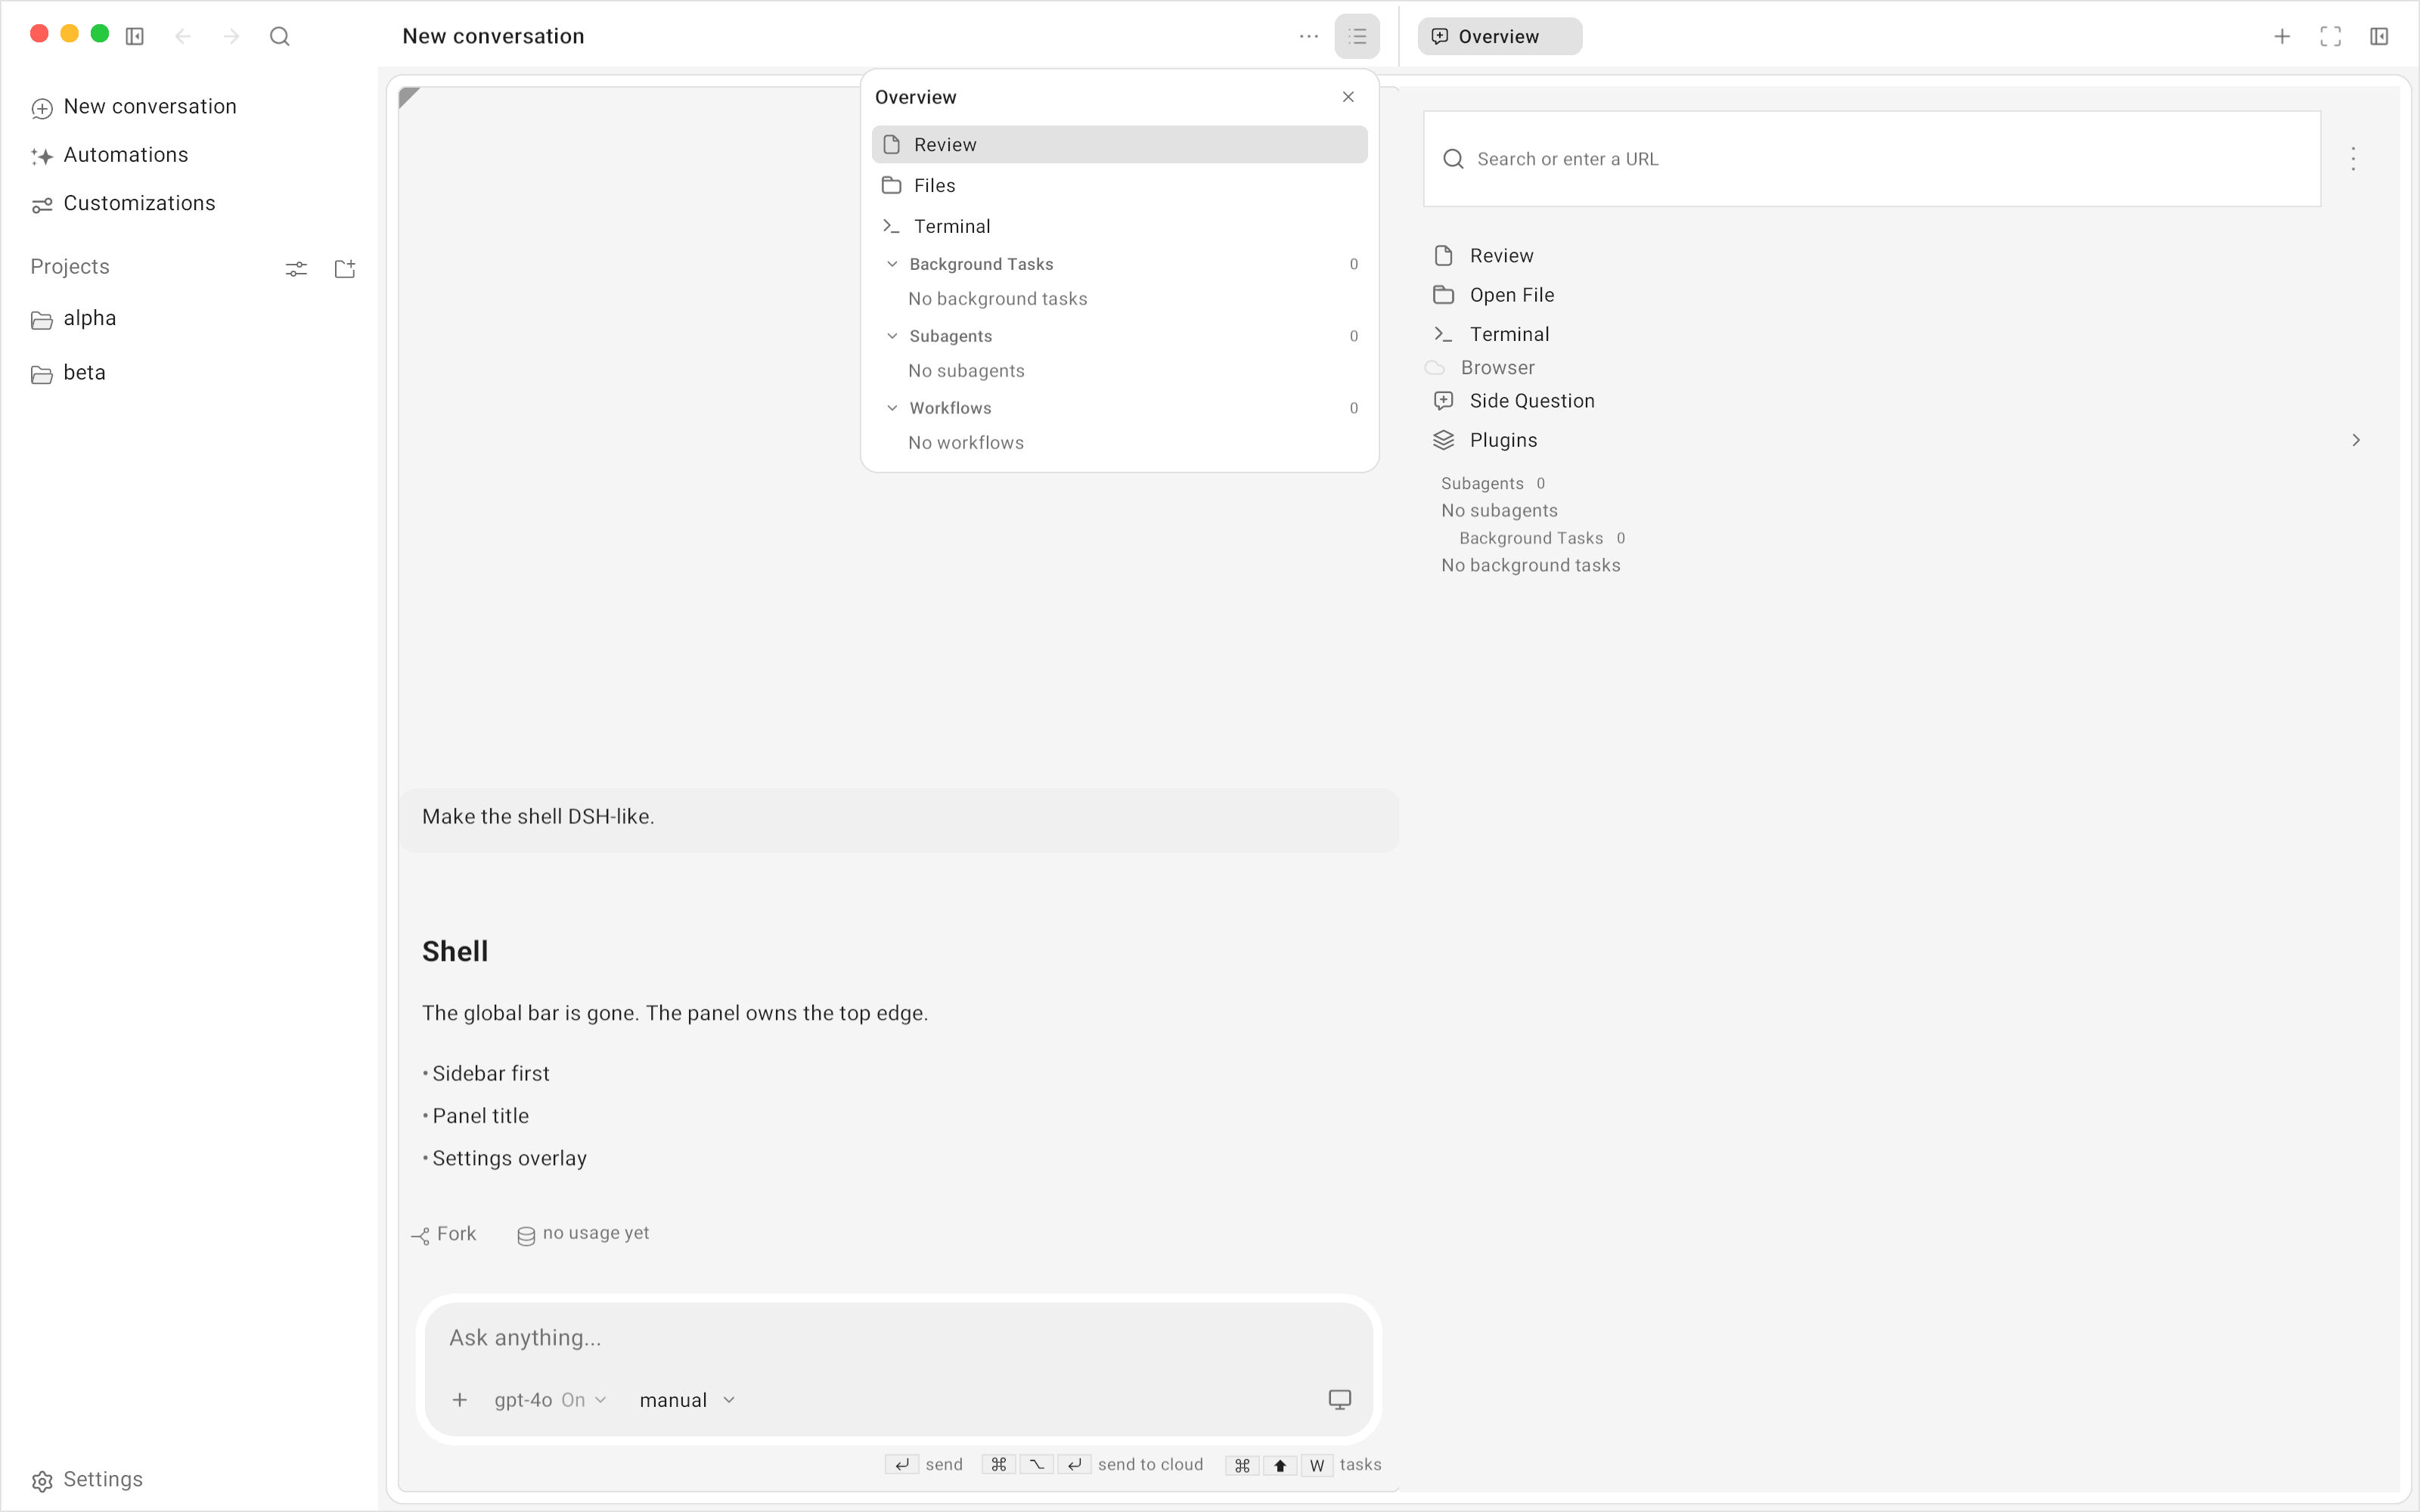 New conversation
Overview
New conversation
Automations
Customizations
Projects
alpha
beta
Settings
Overview
Review
Files
Terminal
Background Tasks 0
No background tasks
Subagents 0
No subagents
Workflows 0
No workflows
Make the shell DSH-like.
Shell
The global bar is gone. The panel owns the top edge.
• Sidebar first
• Panel title
• Settings overlay
Fork no usage yet
Ask anything...
gpt-4o On manual
send ⌘ ⌥ send to cloud ⌘ W tasks
Search or enter a URL
Review
Open File
Terminal
Browser
Side Question
Plugins
Subagents 0
No subagents
Background Tasks 0
No background tasks